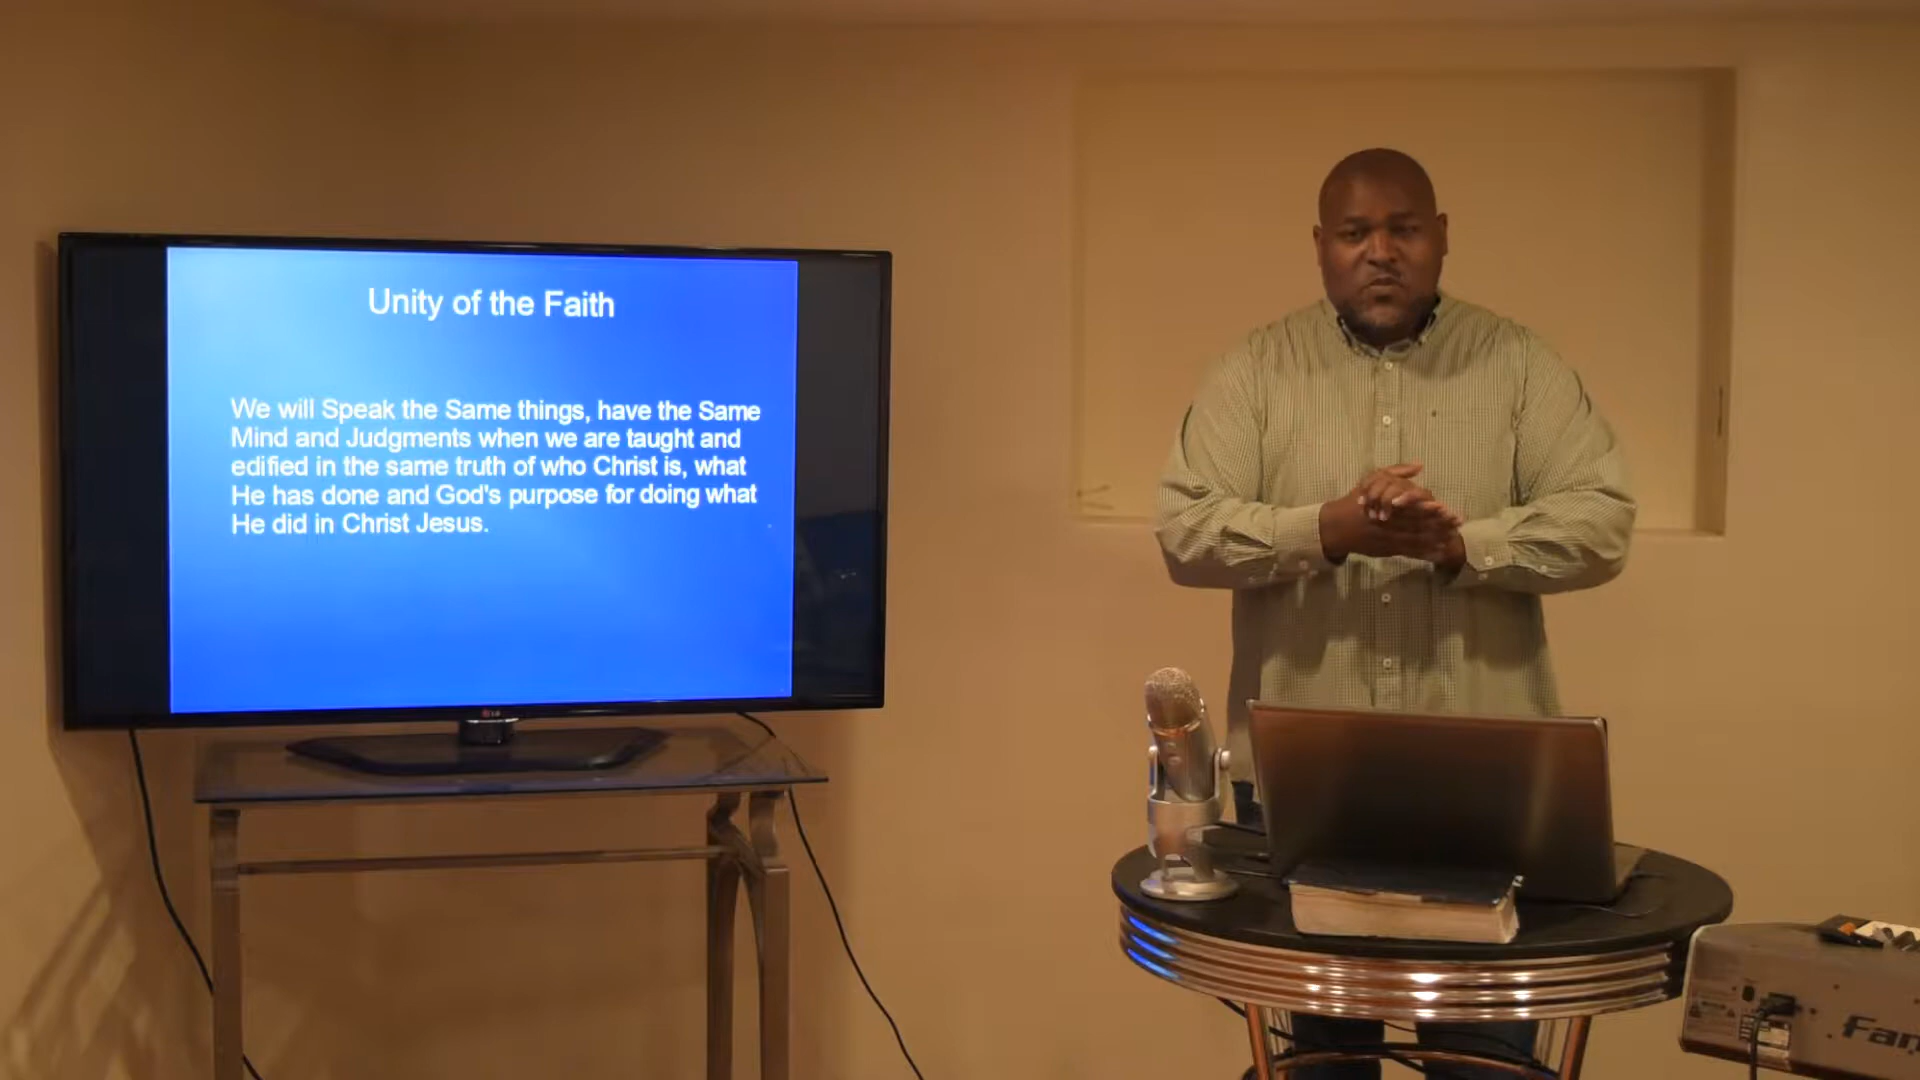 Unity of the Faith
We will Speak the Same things, have the Same
Mind and Judgments when we are taught and
edified in the same truth of who Christ is, what
He has done and God's purpose for doing what
He did in Christ Jesus.
LG
Fan